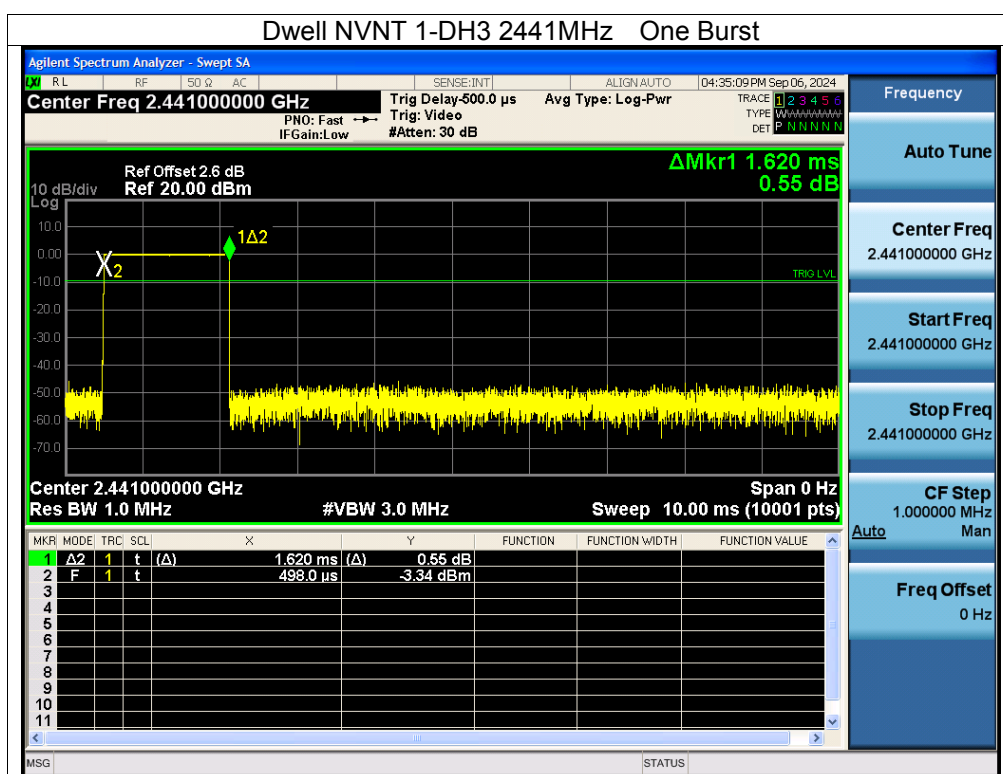 Dwell NVNT 1-DH3 2441MHz One Burst
Agilent Spectrum Analyzer - Swept SA
LXI RL RF 50 Ω AC SENSE:INT ALIGN AUTO 04:35:09 PM Sep 06, 2024
Center Freq 2.441000000 GHz Trig Delay-500.0 µs Avg Type: Log-Pwr TRACE 1 2 3 4 5 6
PNO: Fast Trig: Video TYPE WWWWWW
IFGain:Low #Atten: 30 dB DET P N N N N N
Frequency
Auto Tune
Center Freq
2.441000000 GHz
Start Freq
2.441000000 GHz
Stop Freq
2.441000000 GHz
CF Step
1.000000 MHz
Auto Man
Freq Offset
0 Hz
ΔMkr1 1.620 ms
0.55 dB
Ref Offset 2.6 dB
10 dB/div Ref 20.00 dBm
Log
10.0
0.00
-10.0
-20.0
-30.0
-40.0
-50.0
-60.0
-70.0
1Δ2
X2
TRIG LVL
Center 2.441000000 GHz Span 0 Hz
Res BW 1.0 MHz #VBW 3.0 MHz Sweep 10.00 ms (10001 pts)
MKR MODE TRC SCL X Y FUNCTION FUNCTION WIDTH FUNCTION VALUE
1 Δ2 1 t (Δ) 1.620 ms (Δ) 0.55 dB
2 F 1 t 498.0 µs -3.34 dBm
3
4
5
6
7
8
9
10
11
MSG STATUS